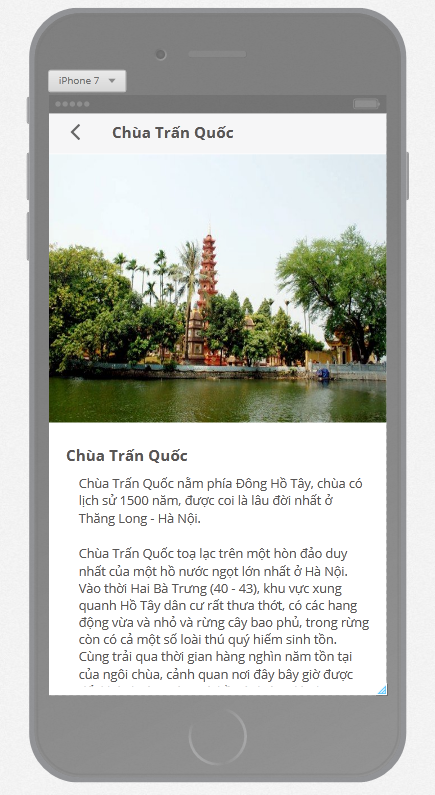 iPhone 7
Chùa Trấn Quốc
Chùa Trấn Quốc
Chùa Trấn Quốc nằm phía Đông Hồ Tây, chùa có
lịch sử 1500 năm, được coi là lâu đời nhất ở
Thăng Long - Hà Nội.
Chùa Trấn Quốc toạ lạc trên một hòn đảo duy
nhất của một hồ nước ngọt lớn nhất ở Hà Nội.
Vào thời Hai Bà Trưng (40 - 43), khu vực xung
quanh Hồ Tây dân cư rất thưa thớt, có các hang
động vừa và nhỏ và rừng cây bao phủ, trong rừng
còn có cả một số loài thú quý hiếm sinh tồn.
Cùng trải qua thời gian hàng nghìn năm tồn tại
của ngôi chùa, cảnh quan nơi đây bây giờ được